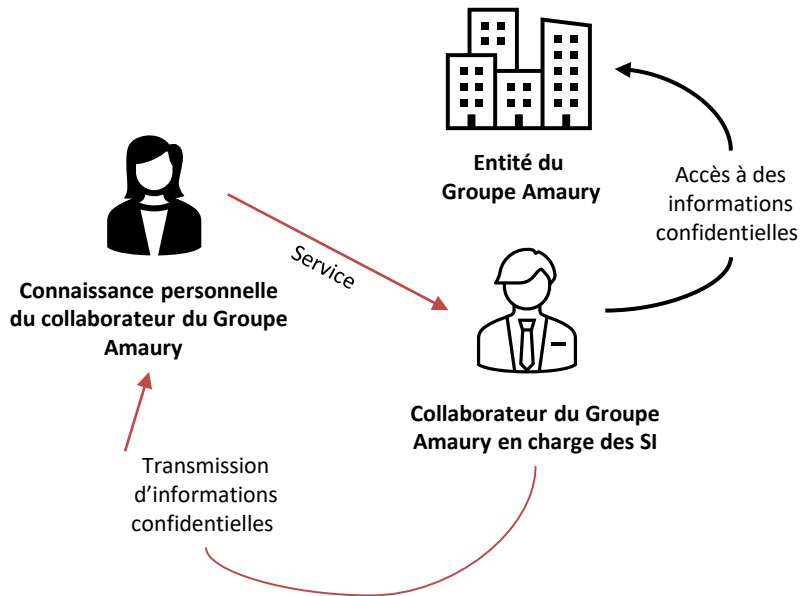 Entité du
Groupe Amaury
Accès à des
informations
confidentielles
Service
Connaissance personnelle
du collaborateur du Groupe
Amaury
Collaborateur du Groupe
Amaury en charge des SI
Transmission
d’informations
confidentielles